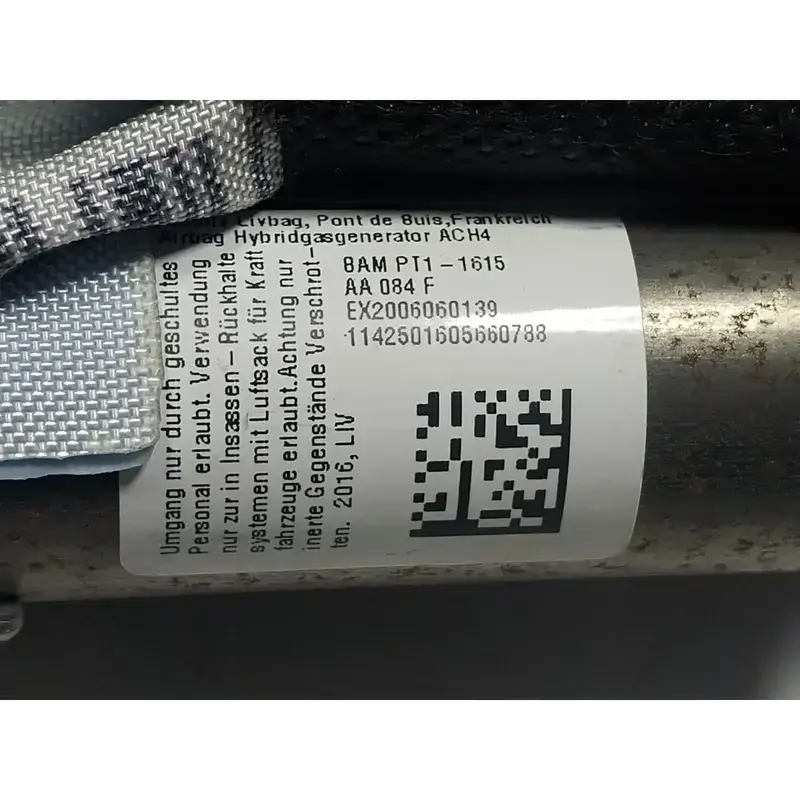 Livbag, Pont de Buis,Frankreich
Airbag Hybridgasgenerator ACH4
BAM PT1-1615
AA 084 F
EX2006060139
1142501605660788
Umgang nur durch geschultes
Personal erlaubt. Verwendung
nur zur in Insassen-Rückhalte
systemen mit Luftsack für Kraft
fahrzeuge erlaubt.Achtung nur
inerte Gegenstände Verschrot-
ten. 2016, LIV